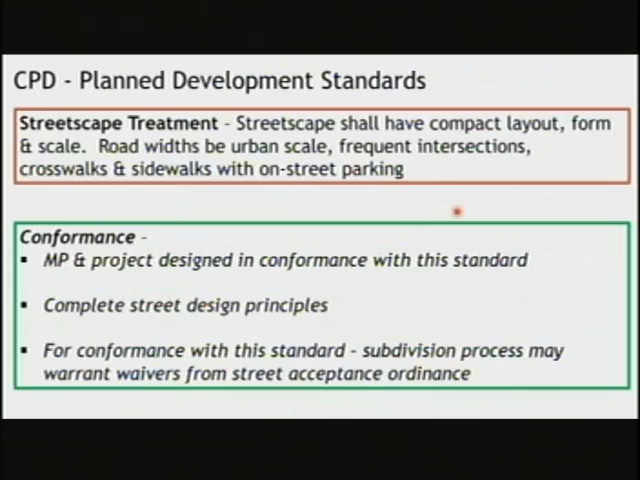 CPD - Planned Development Standards
Streetscape Treatment - Streetscape shall have compact layout, form
& scale. Road widths be urban scale, frequent intersections,
crosswalks & sidewalks with on-street parking
Conformance -
▪ MP & project designed in conformance with this standard
▪ Complete street design principles
▪ For conformance with this standard - subdivision process may
warrant waivers from street acceptance ordinance